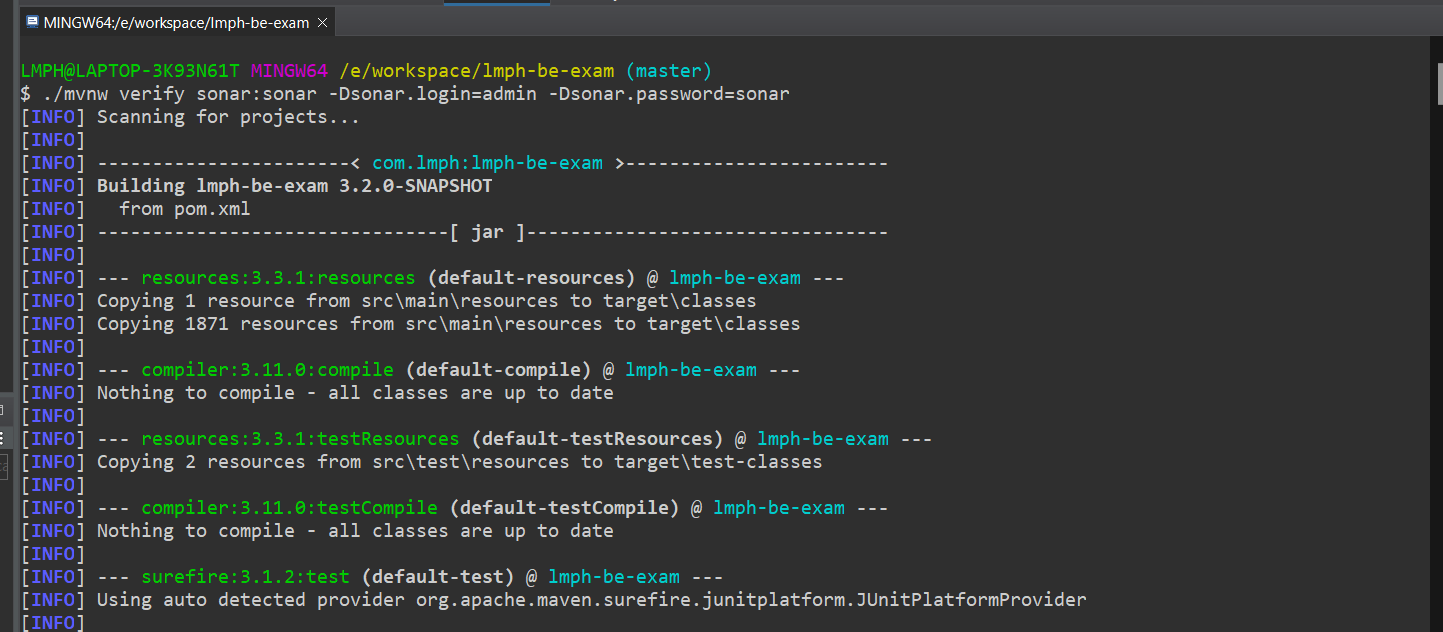 MINGW64:/e/workspace/lmph-be-exam
LMPH@LAPTOP-3K93N61T MINGW64 /e/workspace/lmph-be-exam (master)
$ ./mvnw verify sonar:sonar -Dsonar.login=admin -Dsonar.password=sonar
[INFO] Scanning for projects...
[INFO]
[INFO] -----------------------< com.lmph:lmph-be-exam >------------------------
[INFO] Building lmph-be-exam 3.2.0-SNAPSHOT
[INFO]   from pom.xml
[INFO] --------------------------------[ jar ]---------------------------------
[INFO]
[INFO] --- resources:3.3.1:resources (default-resources) @ lmph-be-exam ---
[INFO] Copying 1 resource from src\main\resources to target\classes
[INFO] Copying 1871 resources from src\main\resources to target\classes
[INFO]
[INFO] --- compiler:3.11.0:compile (default-compile) @ lmph-be-exam ---
[INFO] Nothing to compile - all classes are up to date
[INFO]
[INFO] --- resources:3.3.1:testResources (default-testResources) @ lmph-be-exam ---
[INFO] Copying 2 resources from src\test\resources to target\test-classes
[INFO]
[INFO] --- compiler:3.11.0:testCompile (default-testCompile) @ lmph-be-exam ---
[INFO] Nothing to compile - all classes are up to date
[INFO]
[INFO] --- surefire:3.1.2:test (default-test) @ lmph-be-exam ---
[INFO] Using auto detected provider org.apache.maven.surefire.junitplatform.JUnitPlatformProvider
[INFO]